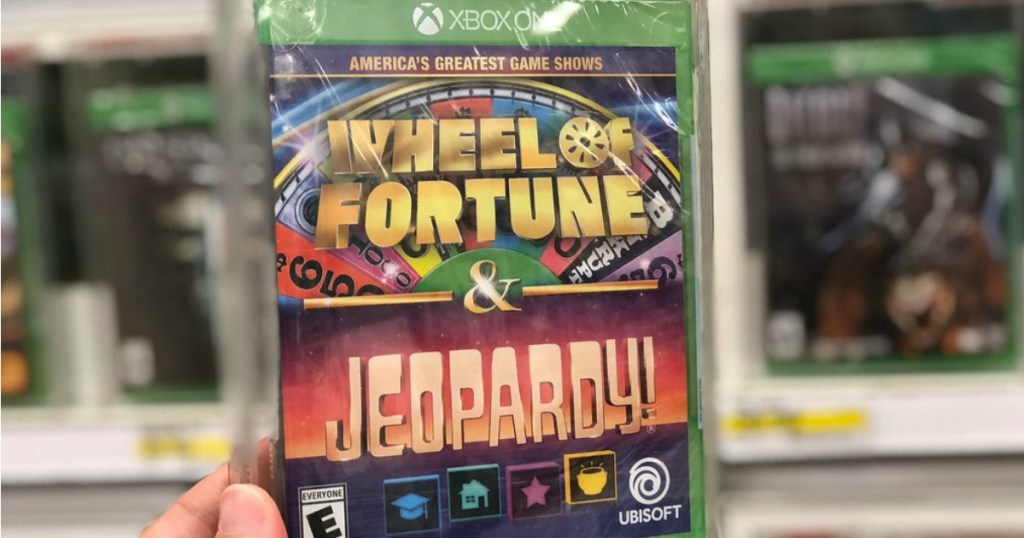 XBOX ONE
AMERICA'S GREATEST GAME SHOWS
WHEEL OF
FORTUNE
&
JEOPARDY!
EVERYONE
E
UBISOFT